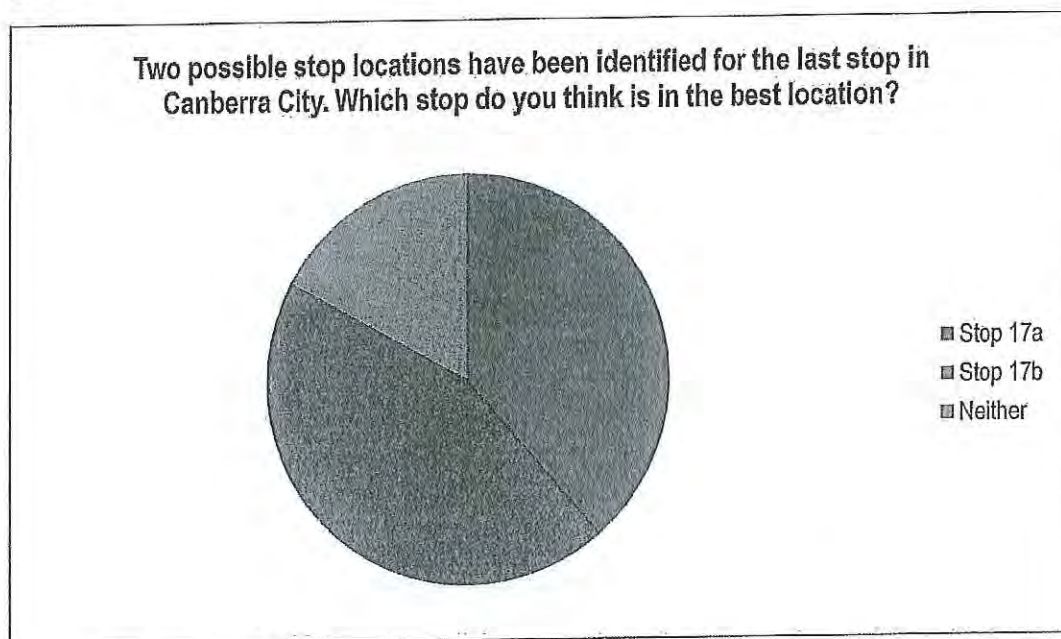 Two possible stop locations have been identified for the last stop in
Canberra City. Which stop do you think is in the best location?
Stop 17a
Stop 17b
Neither